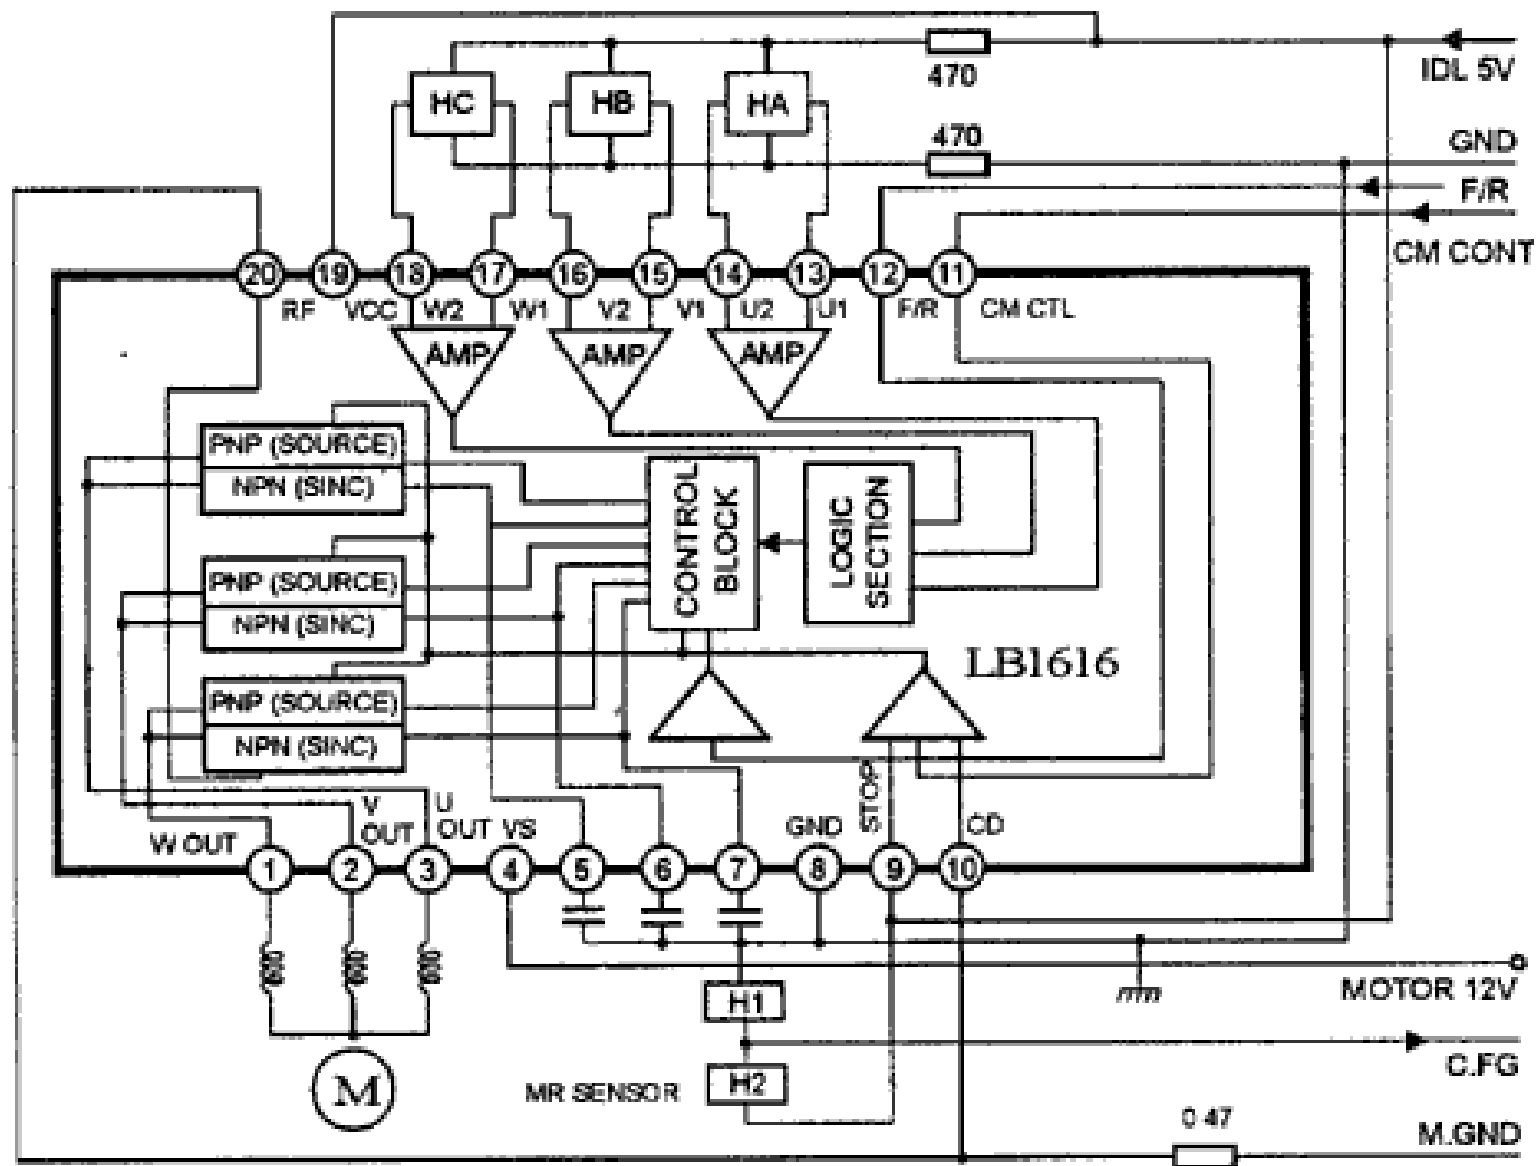 IDL 5V
470
HC HB HA
470
GND
F/R
CM CONT
20 19 18 17 16 15 14 13 12 11
RF VCC W2 W1 V2 V1 U2 U1 F/R CM CTL
AMP AMP AMP
PNP (SOURCE)
NPN (SINC)
CONTROL
BLOCK
LOGIC
SECTION
PNP (SOURCE)
NPN (SINC)
LB1616
PNP (SOURCE)
NPN (SINC)
W OUT
V
OUT
U
OUT
VS
GND
STOP
CD
1 2 3 4 5 6 7 8 9 10
MOTOR 12V
H1
C.FG
M
MR SENSOR
H2
0 47
M.GND